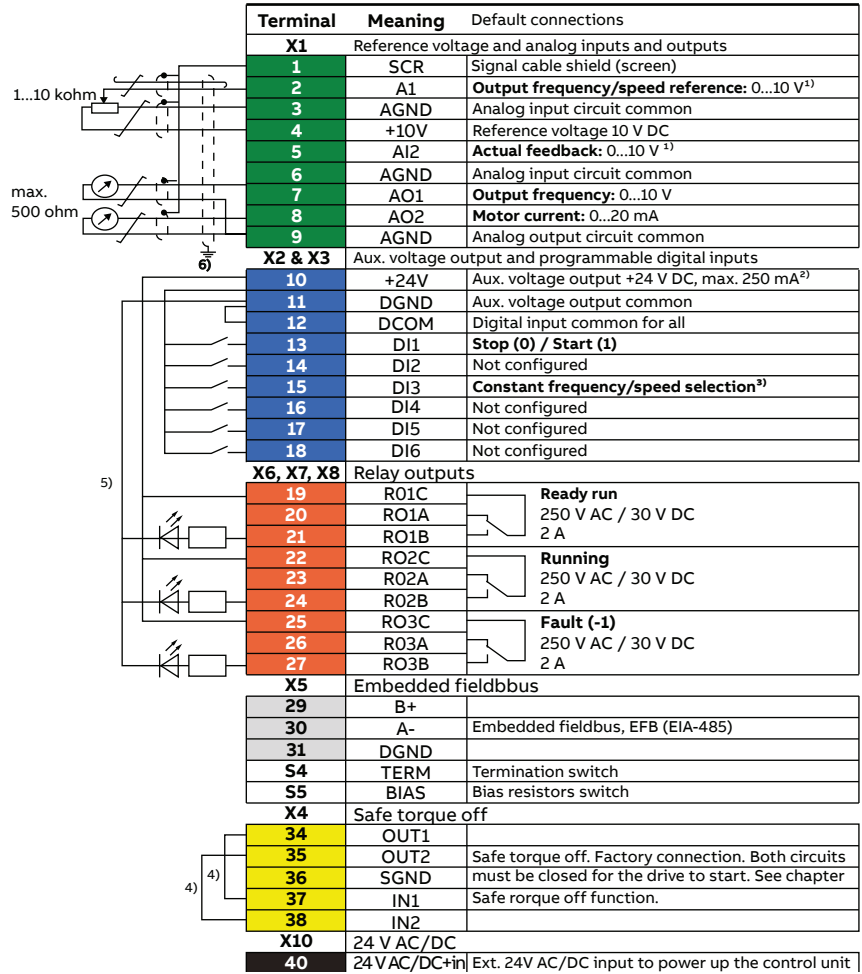 Terminal Meaning Default connections
X1 Reference voltage and analog inputs and outputs
1 SCR Signal cable shield (screen)
1...10 kohm 2 A1 Output frequency/speed reference: 0...10 V¹⁾
3 AGND Analog input circuit common
4 +10V Reference voltage 10 V DC
5 AI2 Actual feedback: 0...10 V ¹⁾
6 AGND Analog input circuit common
max. 7 AO1 Output frequency: 0...10 V
500 ohm 8 AO2 Motor current: 0...20 mA
9 AGND Analog output circuit common
6) X2 & X3 Aux. voltage output and programmable digital inputs
10 +24V Aux. voltage output +24 V DC, max. 250 mA²⁾
11 DGND Aux. voltage output common
12 DCOM Digital input common for all
13 DI1 Stop (0) / Start (1)
14 DI2 Not configured
15 DI3 Constant frequency/speed selection³⁾
16 DI4 Not configured
17 DI5 Not configured
18 DI6 Not configured
X6, X7, X8 Relay outputs
5) 19 R01C Ready run
20 RO1A 250 V AC / 30 V DC
21 RO1B 2 A
22 RO2C Running
23 R02A 250 V AC / 30 V DC
24 R02B 2 A
25 RO3C Fault (-1)
26 R03A 250 V AC / 30 V DC
27 RO3B 2 A
X5 Embedded fieldbbus
29 B+
30 A- Embedded fieldbus, EFB (EIA-485)
31 DGND
S4 TERM Termination switch
S5 BIAS Bias resistors switch
X4 Safe torque off
34 OUT1
35 OUT2 Safe torque off. Factory connection. Both circuits
4) 4) 36 SGND must be closed for the drive to start. See chapter
37 IN1 Safe rorque off function.
38 IN2
X10 24 V AC/DC
40 24 V AC/DC+in Ext. 24V AC/DC input to power up the control unit